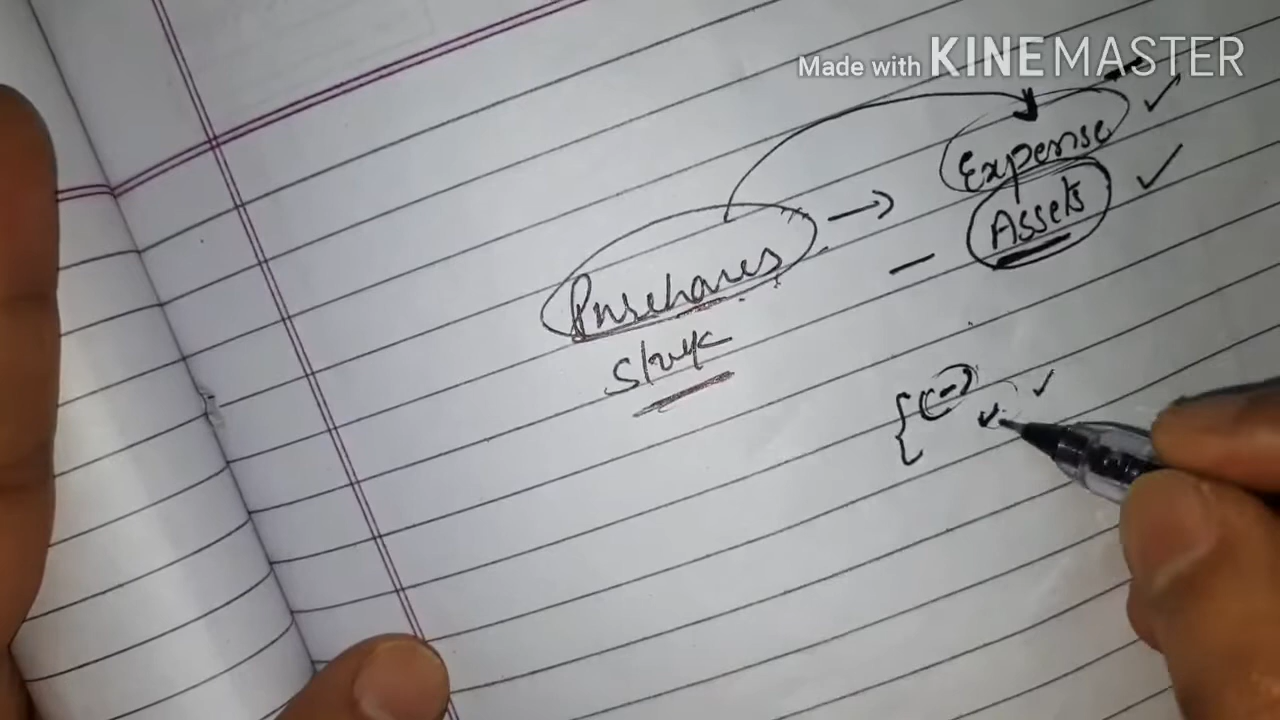 Made with KINEMASTER
Expense
Purchases →
- Assets
Stock
{(-)